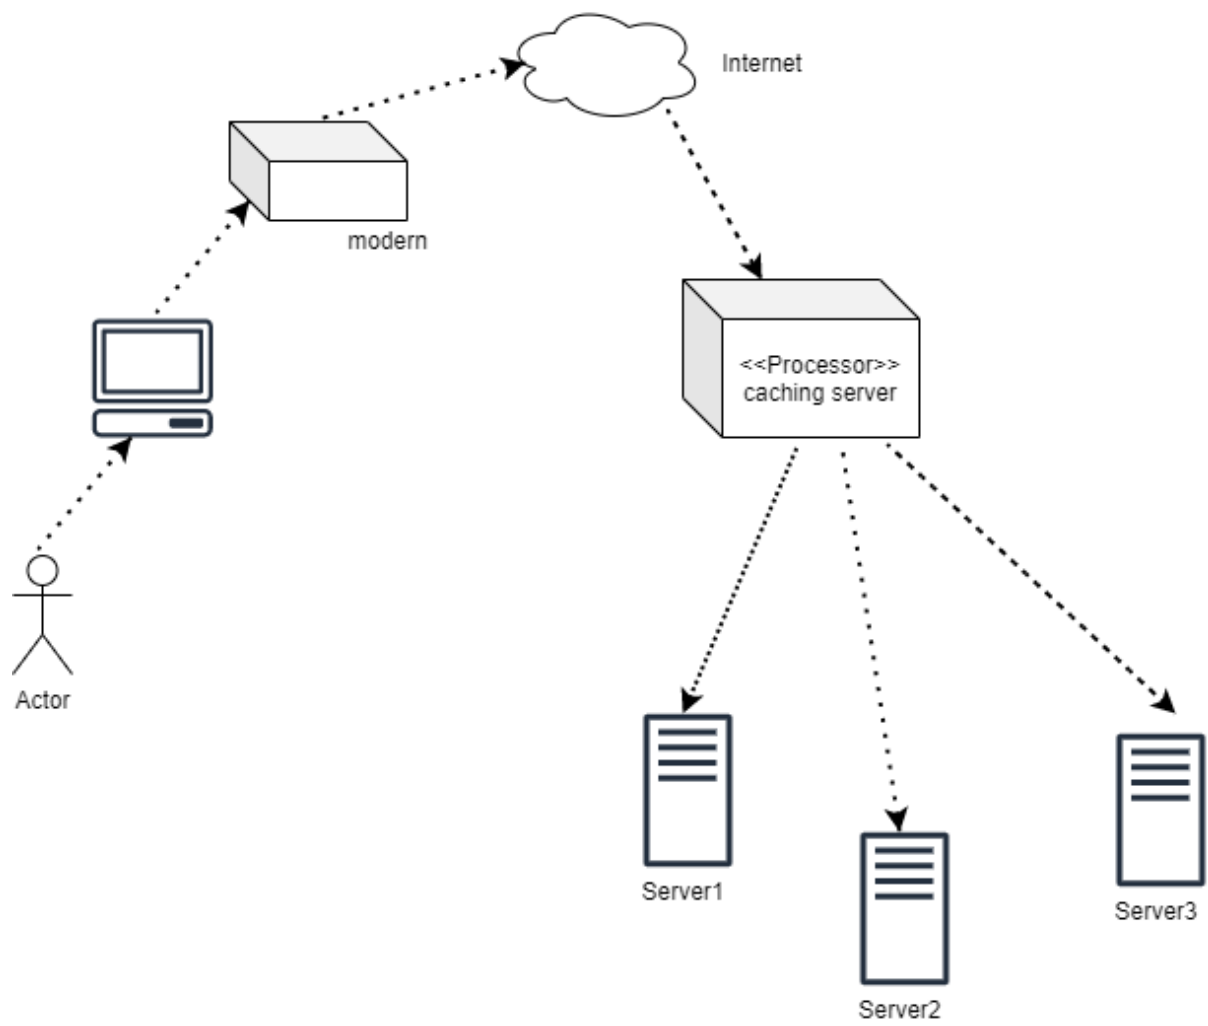 Internet
modern
<<Processor>>
caching server
Actor
Server1
Server2
Server3